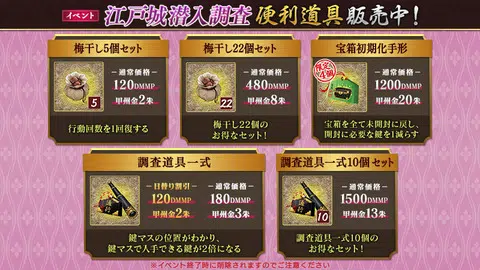 イベント 江戸城潜入調査 便利道具 販売中！
梅干し5個セット
5
－通常価格－
120DMMP
甲州金2朱
行動回数を1回復する
梅干し22個セット
22
－通常価格－
480DMMP
甲州金8朱
梅干し22個の
お得なセット！
宝箱初期化手形
限定4個
－通常価格－
1200DMMP
甲州金20朱
宝箱を全て未開封に戻し、
開封に必要な鍵を1減らす
調査道具一式
－日替り割引－
120DMMP
甲州金2朱
－通常価格－
180DMMP
甲州金3朱
鍵マスの位置がわかり、
鍵マスで入手できる鍵が2倍になる
調査道具一式10個セット
10
－通常価格－
1500DMMP
甲州金13朱
調査道具一式10個の
お得なセット！
※イベント終了時に削除されますのでご注意ください